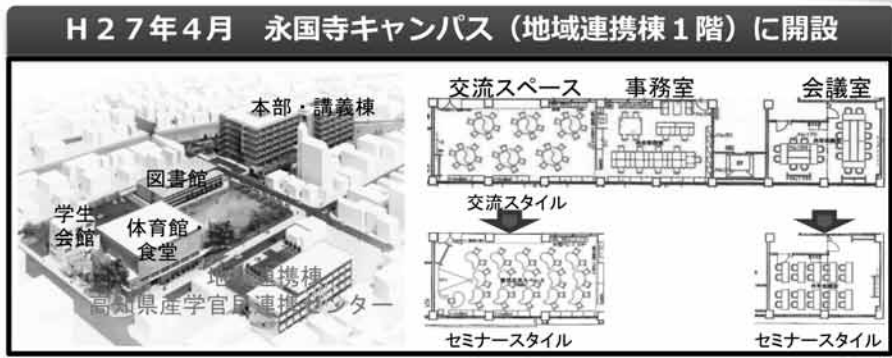 H27年4月　永国寺キャンパス（地域連携棟1階）に開設
本部・講義棟
図書館
学生
会館
体育館・
食堂
地域連携棟
高知県産学官民連携センター
交流スペース
事務室
会議室
交流スタイル
セミナースタイル
セミナースタイル